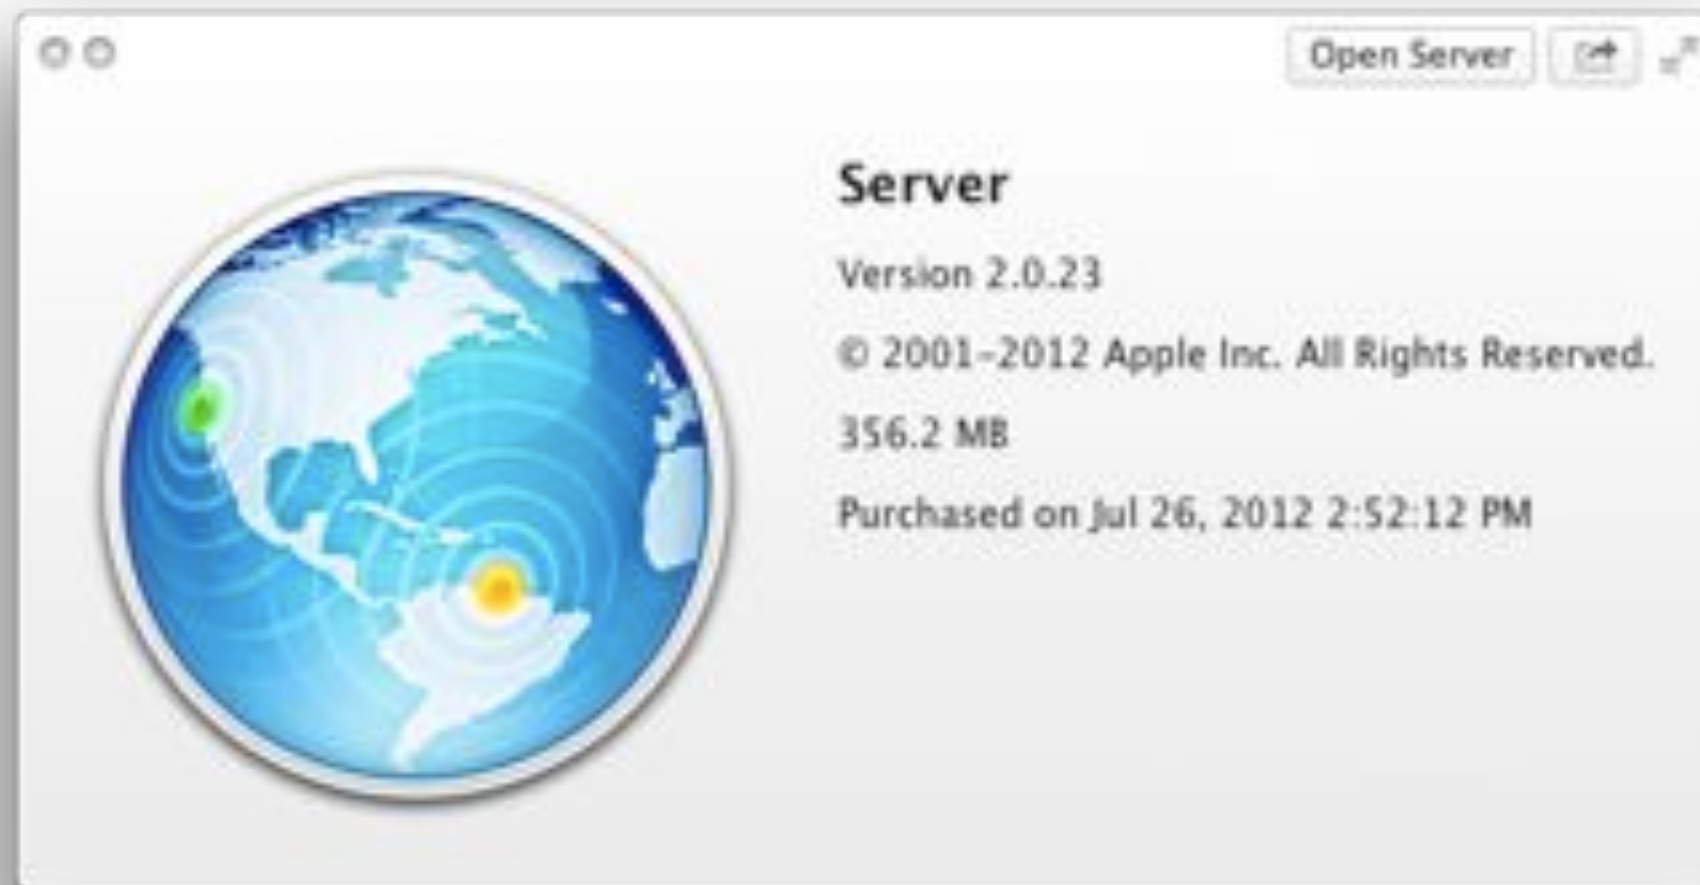 Open Server
Server
Version 2.0.23
© 2001-2012 Apple Inc. All Rights Reserved.
356.2 MB
Purchased on Jul 26, 2012 2:52:12 PM